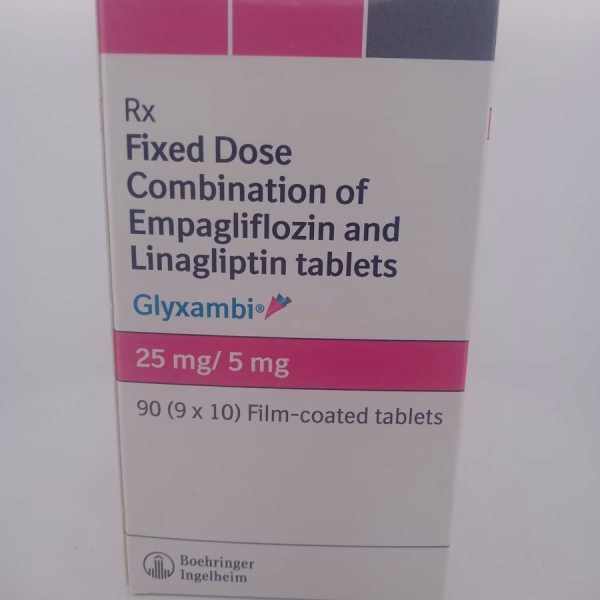 Rx
Fixed Dose
Combination of
Empagliflozin and
Linagliptin tablets
Glyxambi®
25 mg/ 5 mg
90 (9 x 10) Film-coated tablets
Boehringer
Ingelheim